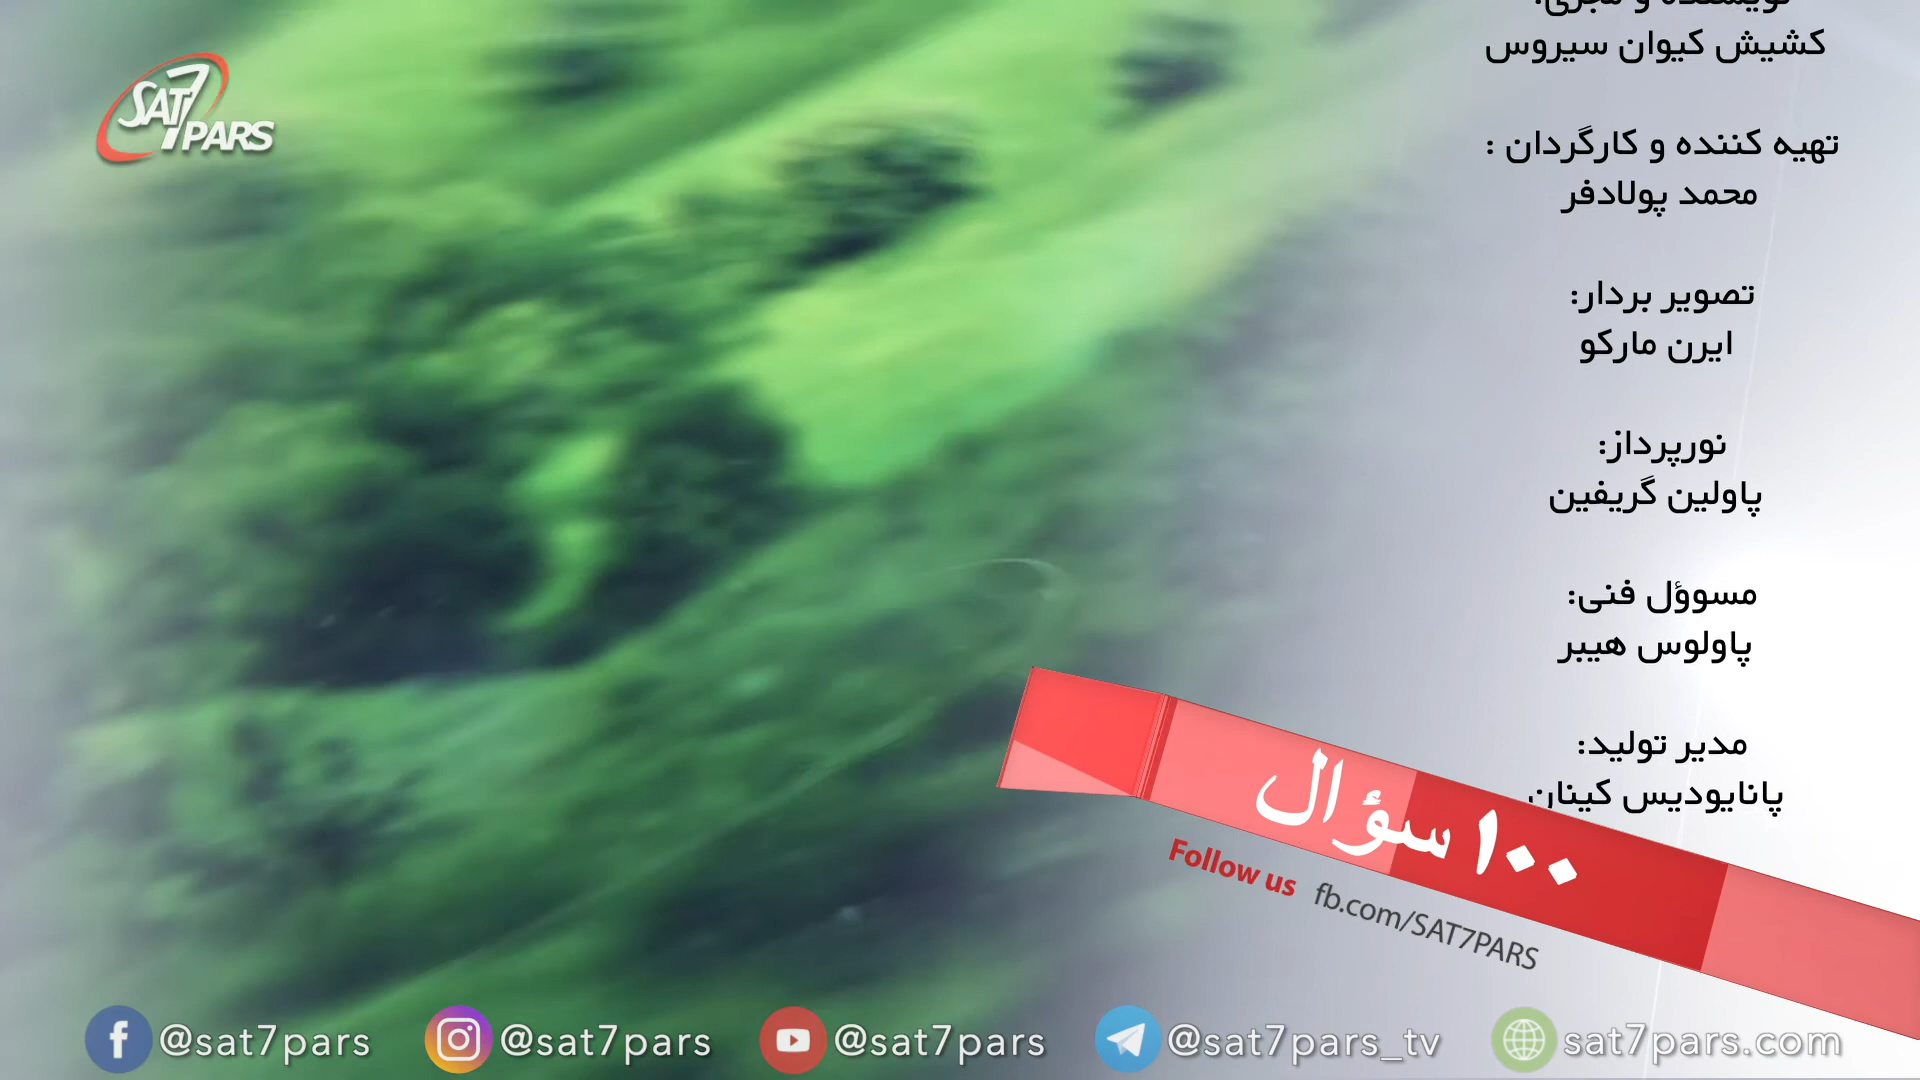 SAT7
PARS
نویسنده و مجری:
کشیش کیوان سیروس
تهیه کننده و کارگردان :
محمد پولادفر
تصویر بردار:
ایرن مارکو
نورپرداز:
پاولین گریفین
مسوؤل فنی:
پاولوس هیبر
مدیر تولید:
پانایودیس کینان
۱۰۰ سؤال
Follow us fb.com/SAT7PARS
@sat7pars
@sat7pars
@sat7pars
@sat7pars_tv
sat7pars.com